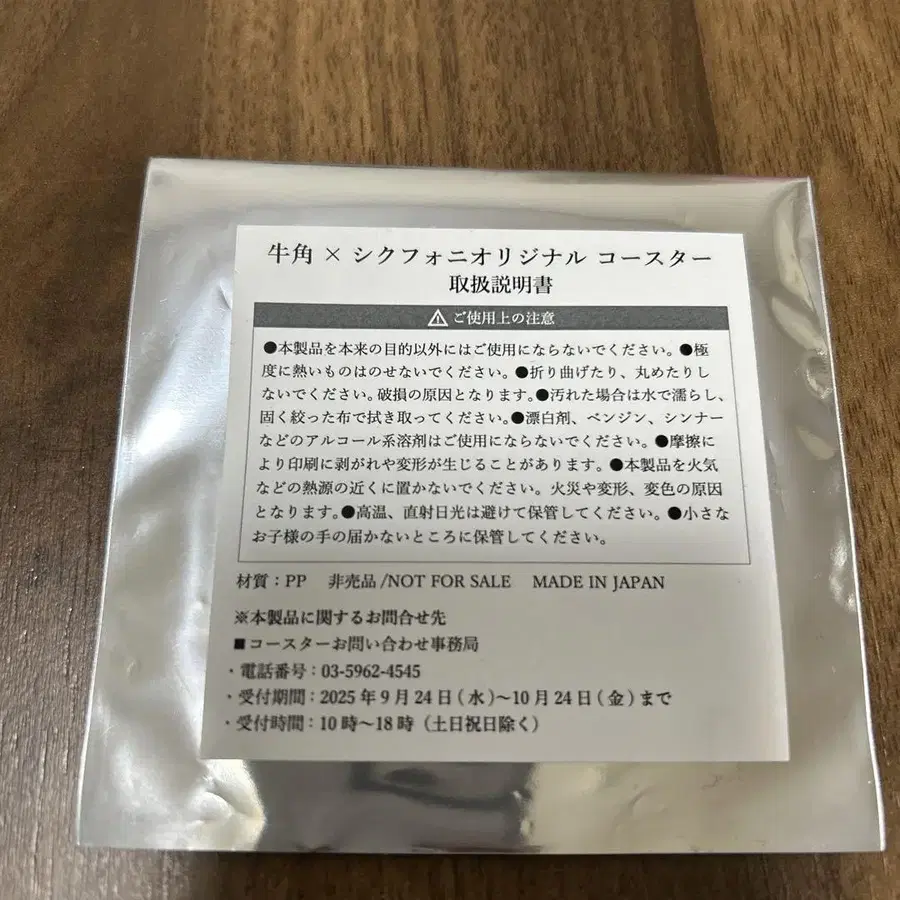 牛角 × シクフォニオリジナル コースター
取扱説明書
⚠ ご使用上の注意
●本製品を本来の目的以外にはご使用にならないでください。●極
度に熱いものはのせないでください。●折り曲げたり、丸めたりし
ないでください。破損の原因となります。●汚れた場合は水で濡らし、
固く絞った布で拭き取ってください。●漂白剤、ベンジン、シンナー
などのアルコール系溶剤はご使用にならないでください。●摩擦に
より印刷に剥がれや変形が生じることがあります。●本製品を火気
などの熱源の近くに置かないでください。火災や変形、変色の原因
となります。●高温、直射日光は避けて保管してください。●小さな
お子様の手の届かないところに保管してください。
材質：PP 非売品/NOT FOR SALE MADE IN JAPAN
※本製品に関するお問合せ先
■コースターお問い合わせ事務局
・電話番号：03-5962-4545
・受付期間：2025年9月24日(水)～10月24日(金)まで
・受付時間：10時～18時（土日祝日除く）